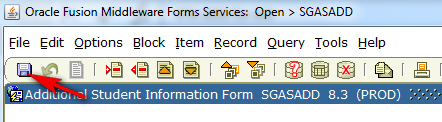 Oracle Fusion Middleware Forms Services: Open > SGASADD
File Edit Options Block Item Record Query Tools Help
Additional Student Information Form SGASADD 8.3 (PROD)